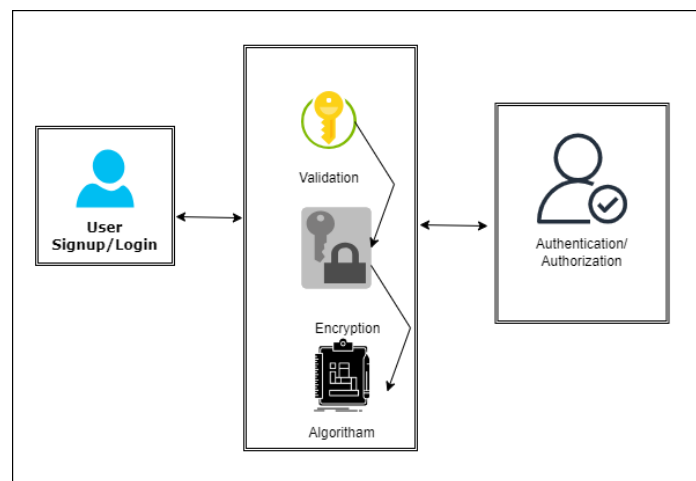 User
Signup/Login
Validation
Encryption
Algoritham
Authentication/
Authorization